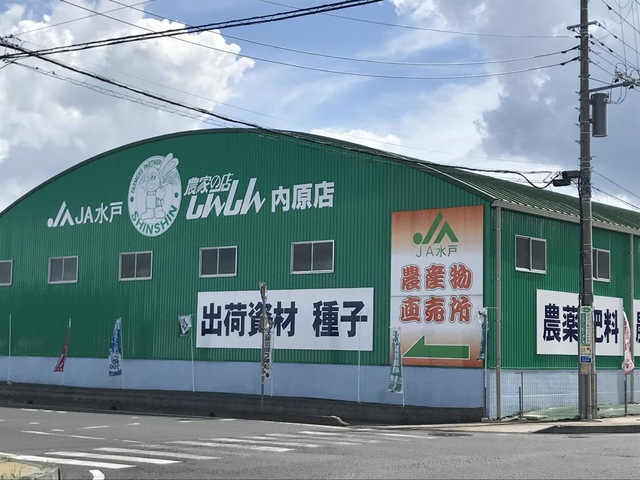 JA水戸
FARMERS' PARTNER
SHINSHIN
農家の店
しんしん 内原店
JA水戸
農産物
直売所
出荷資材 種子
農薬 肥料